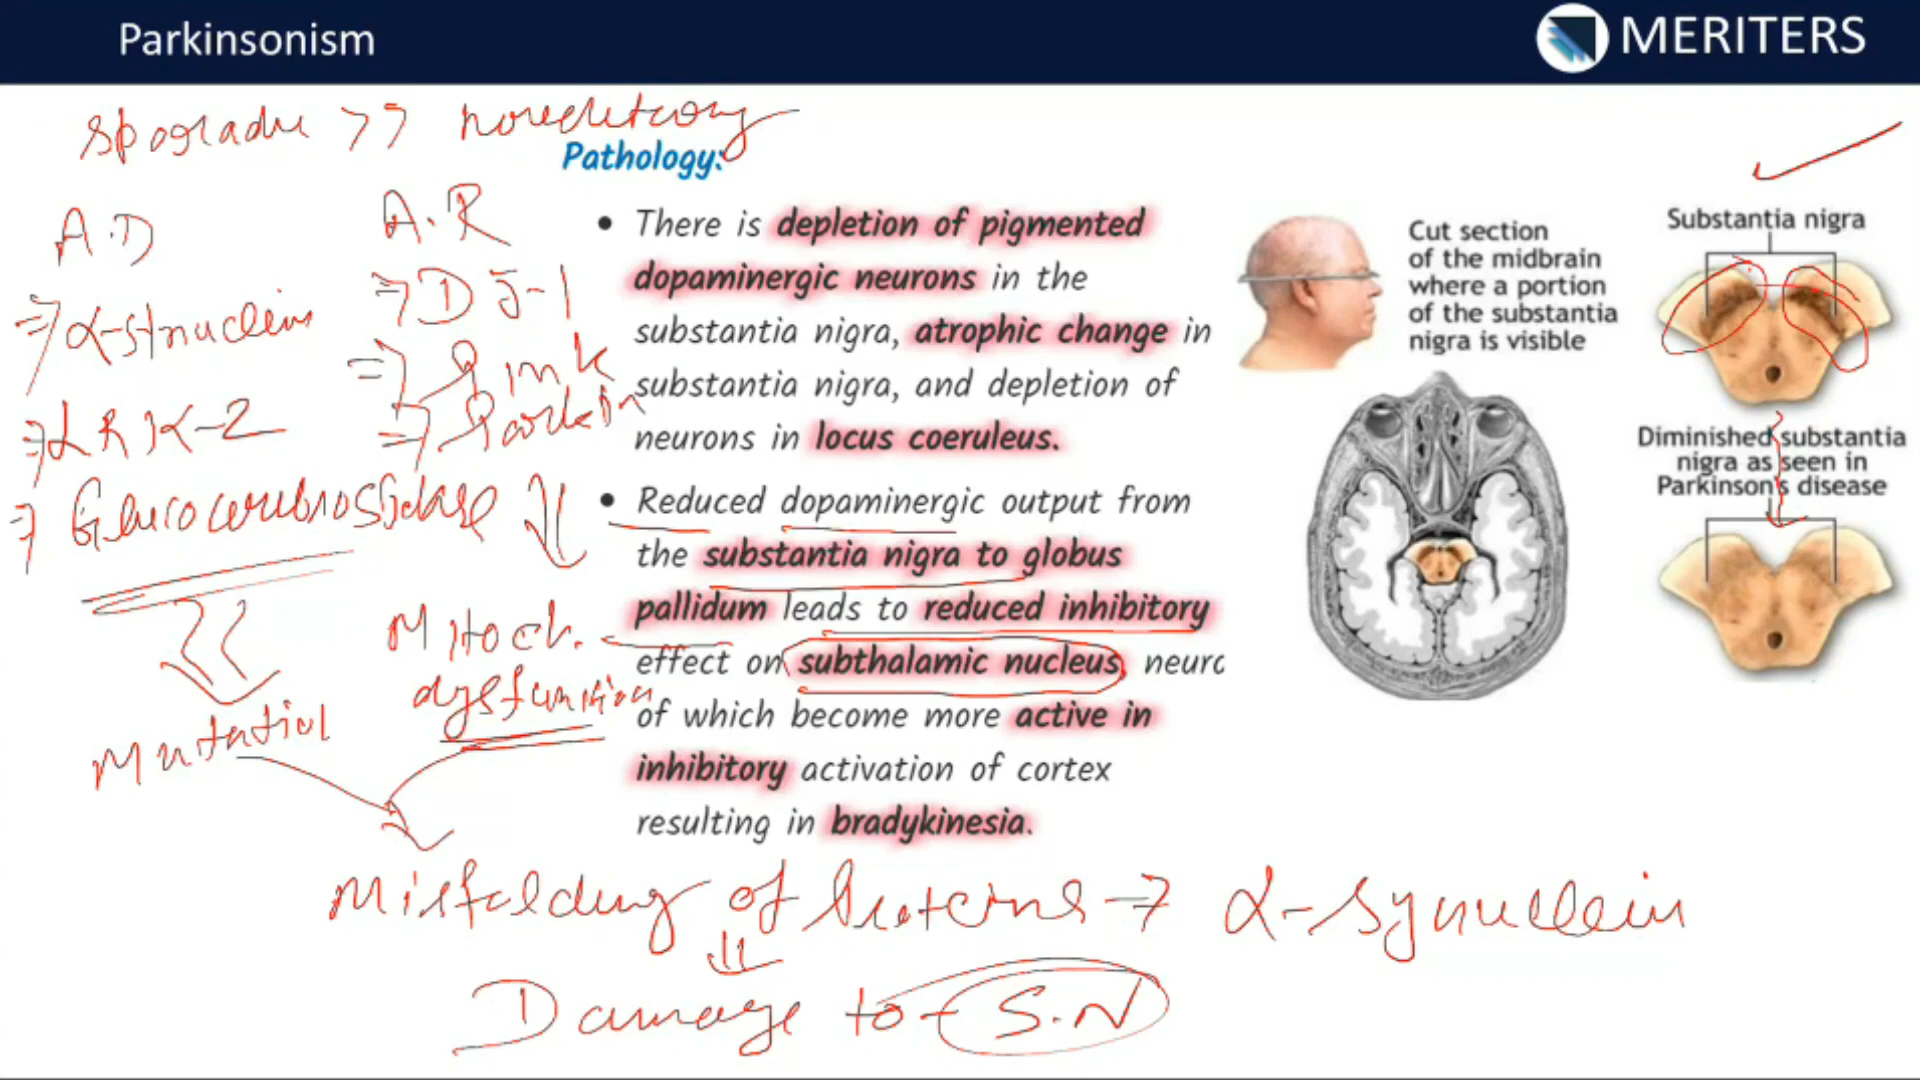 Parkinsonism
MERITERS
Sporadic >> hereditary
Pathology:
A.D
A.R
⇒ α-synuclein
⇒ DJ-1
⇒ Pink
⇒ LRRK-2
⇒ Parkin
⇒ Glucocerebrosidase
Mitoch.
dysfunction
Mutation
• There is depletion of pigmented
dopaminergic neurons in the
substantia nigra, atrophic change in
substantia nigra, and depletion of
neurons in locus coeruleus.
• Reduced dopaminergic output from
the substantia nigra to globus
pallidum leads to reduced inhibitory
effect on subthalamic nucleus, neuro
of which become more active in
inhibitory activation of cortex
resulting in bradykinesia.
Cut section
of the midbrain
where a portion
of the substantia
nigra is visible
Substantia nigra
Diminished substantia
nigra as seen in
Parkinson's disease
Misfolding of Proteins → α-synuclein
Damage to S.N